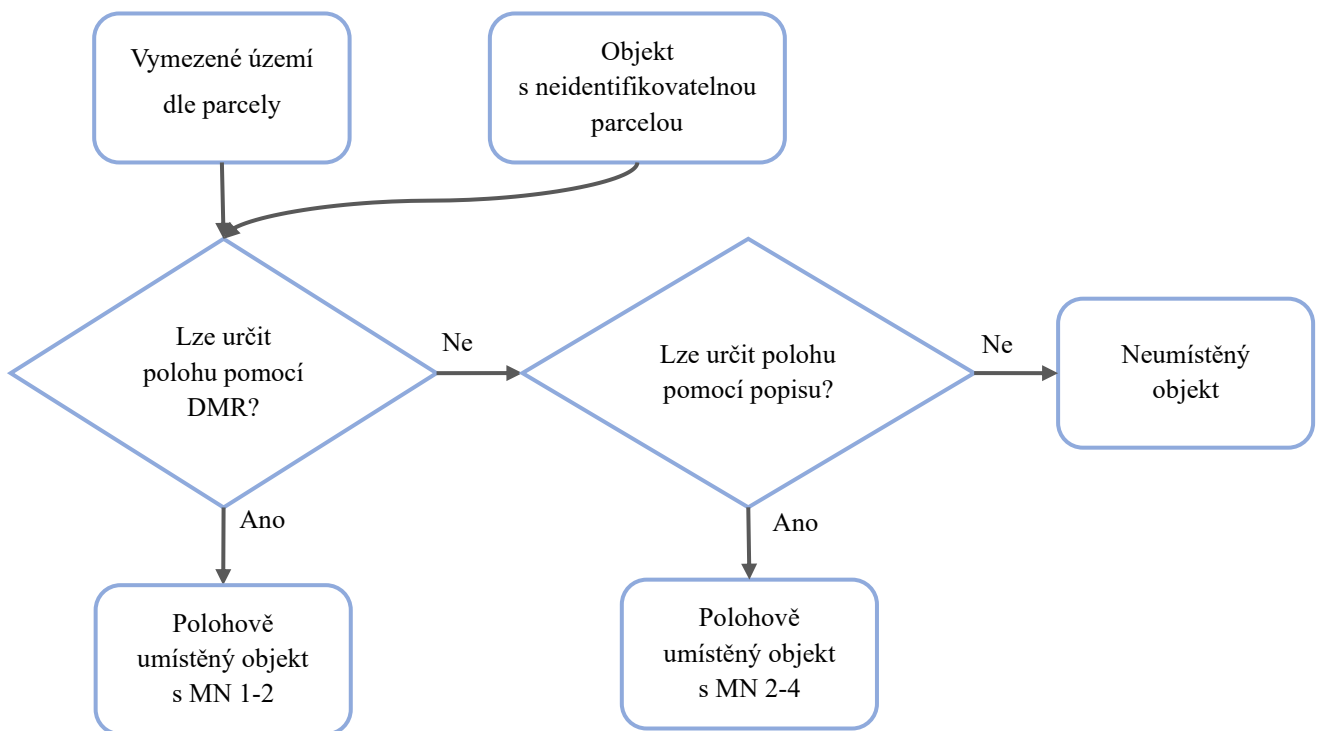 Vymezené území
dle parcely
Objekt
s neidentifikovatelnou
parcelou
Lze určit
polohu pomocí
DMR?
Ne
Lze určit polohu
pomocí popisu?
Ne
Neumístěný
objekt
Ano
Ano
Polohově
umístěný objekt
s MN 1-2
Polohově
umístěný objekt
s MN 2-4